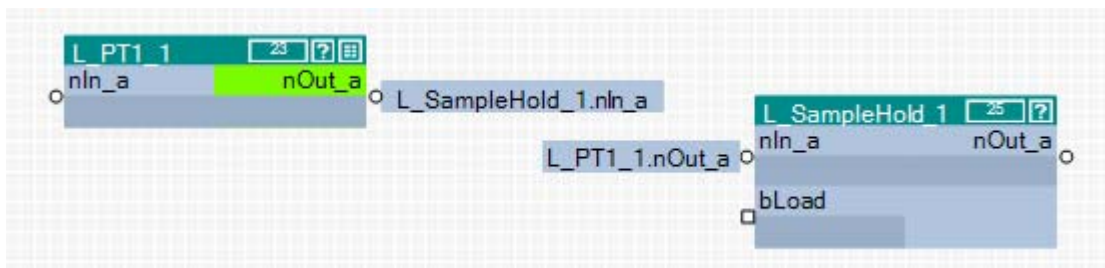 L_PT1_1 23 ?
nIn_a nOut_a
L_SampleHold_1.nIn_a
L_SampleHold_1 25 ?
L_PT1_1.nOut_a nIn_a nOut_a
bLoad